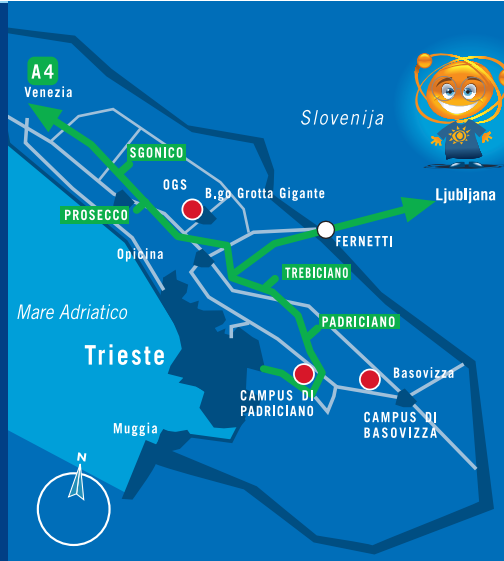 A4
Venezia
Slovenija
SGONICO
OGS
B.go Grotta Gigante
Ljubljana
PROSECCO
FERNETTI
Opicina
TREBICIANO
Mare Adriatico
PADRICIANO
Trieste
Basovizza
CAMPUS DI
PADRICIANO
CAMPUS DI
BASOVIZZA
Muggia
N